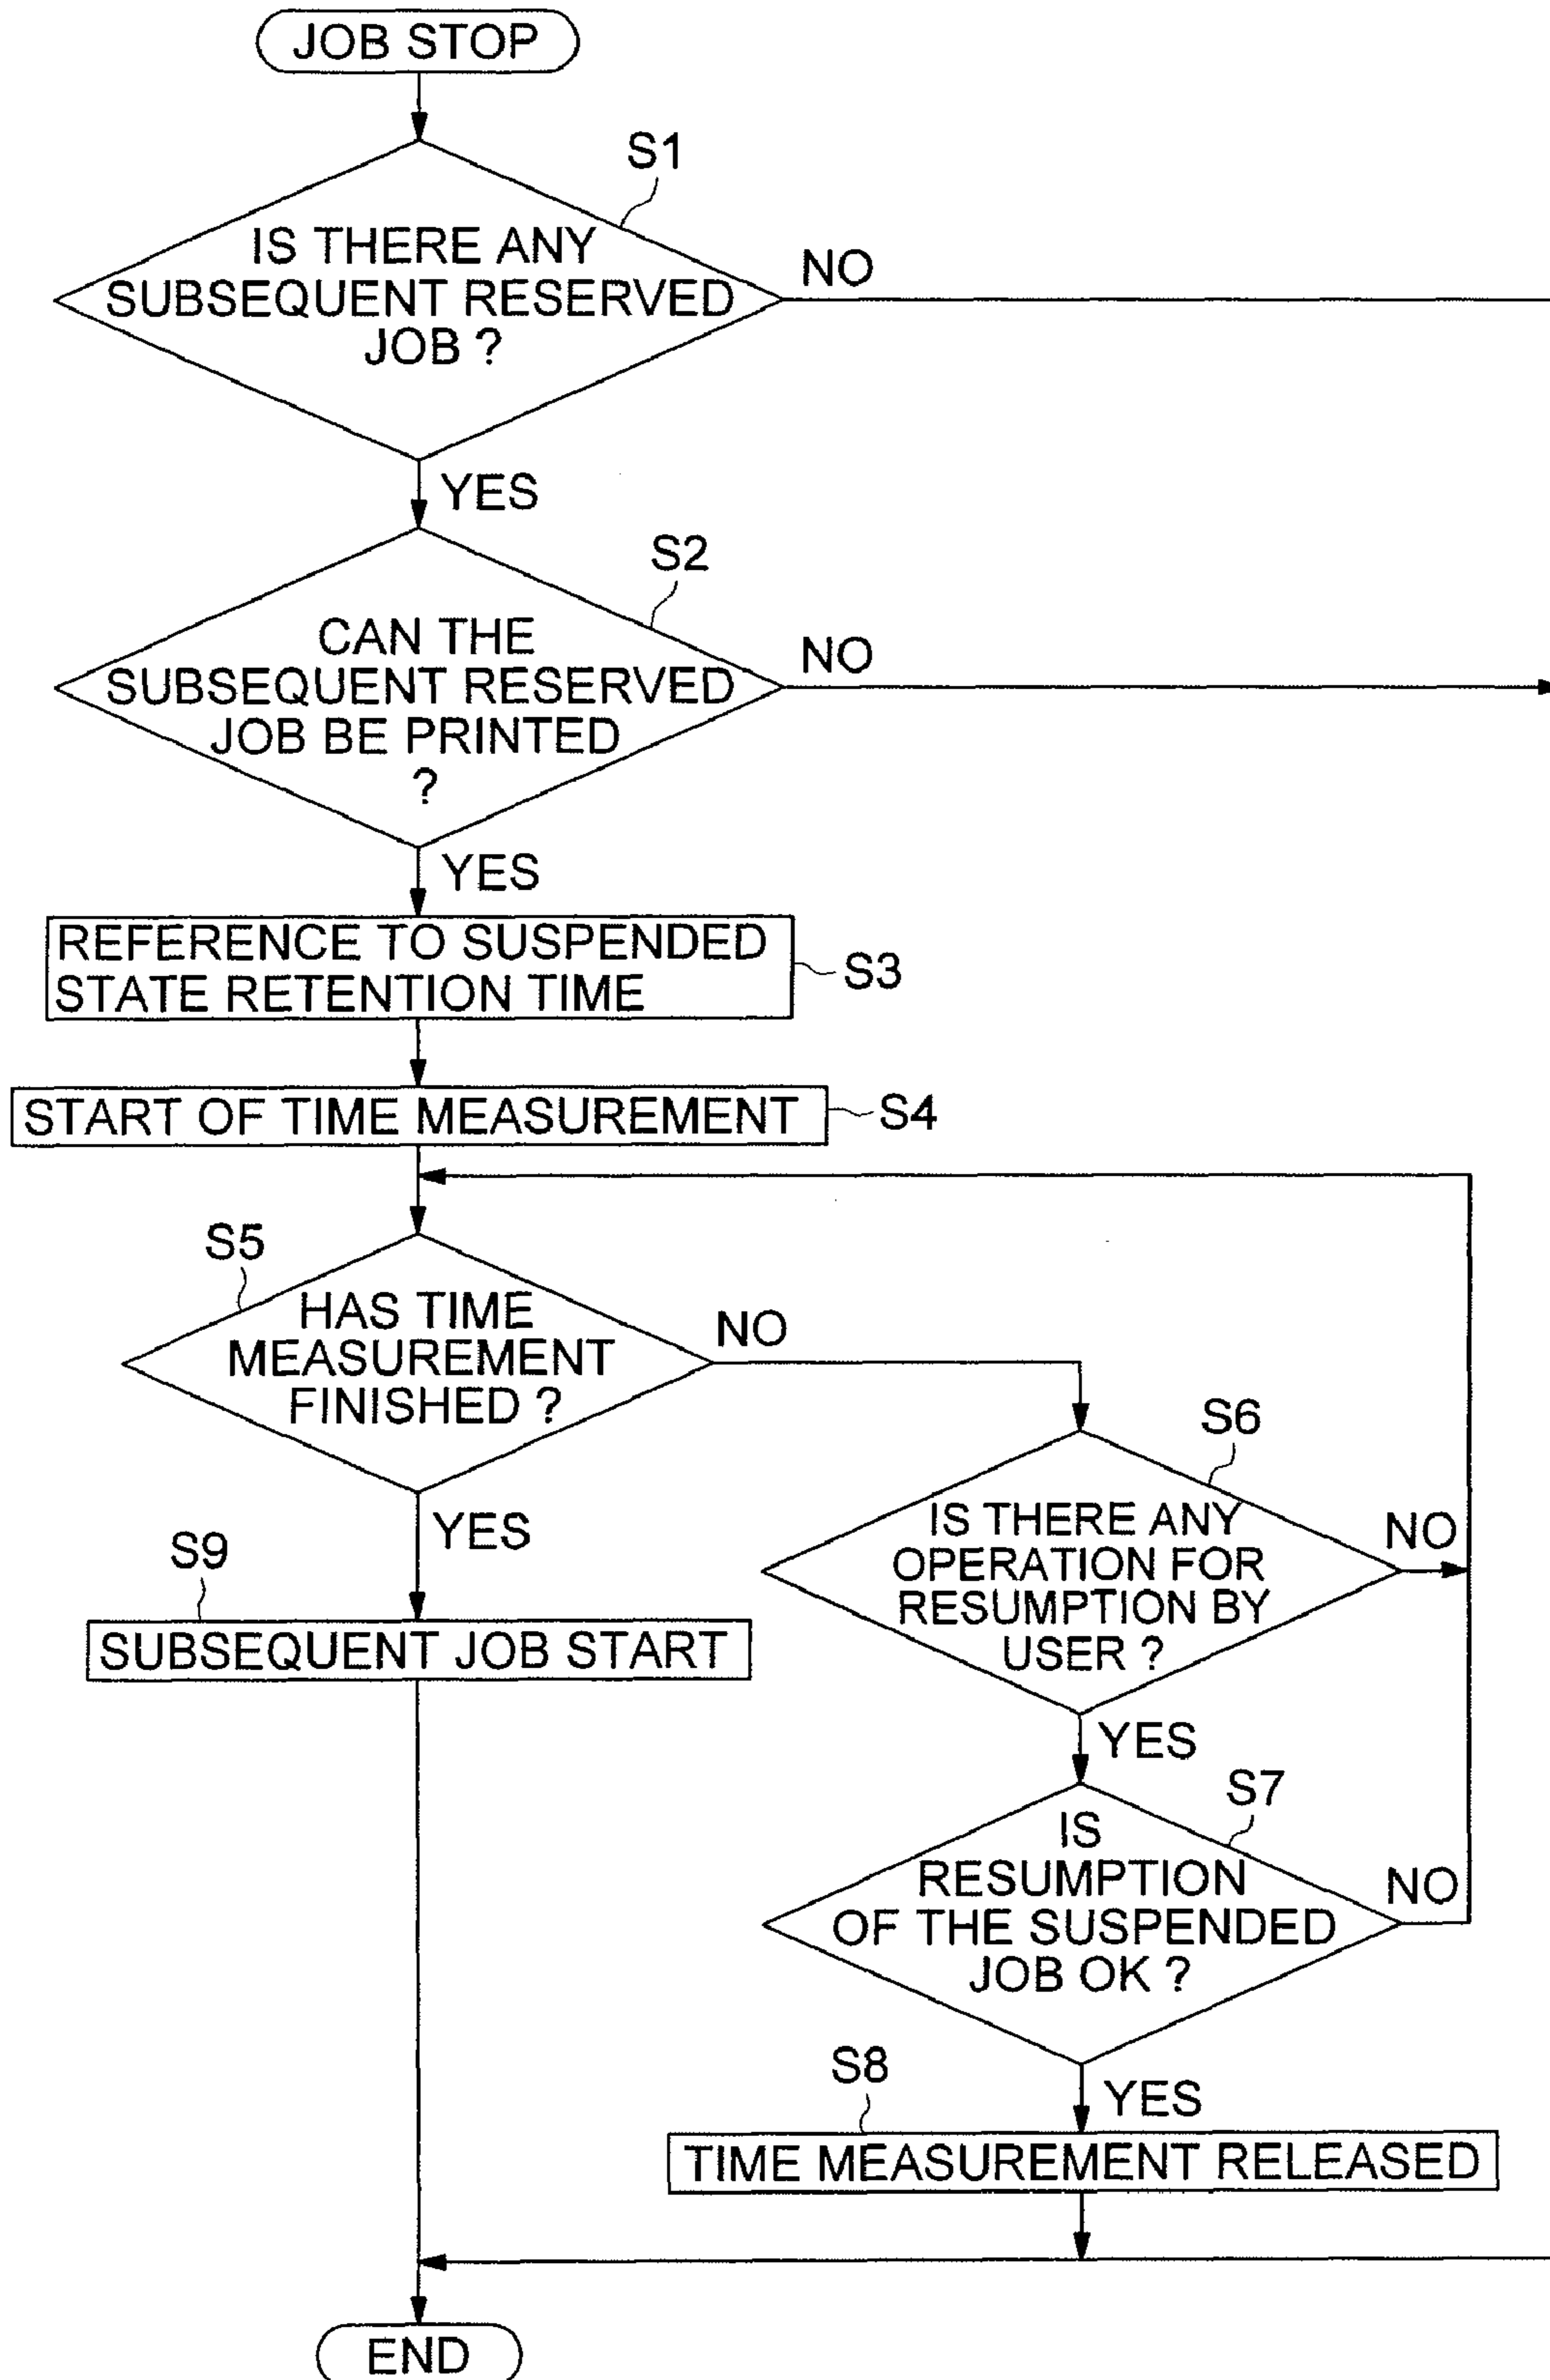 JOB STOP
S1
IS THERE ANY
SUBSEQUENT RESERVED
JOB ?
NO
YES
S2
CAN THE
SUBSEQUENT RESERVED
JOB BE PRINTED
?
NO
YES
REFERENCE TO SUSPENDED
STATE RETENTION TIME
S3
START OF TIME MEASUREMENT
S4
S5
HAS TIME
MEASUREMENT
FINISHED ?
NO
YES
S6
IS THERE ANY
OPERATION FOR
RESUMPTION BY
USER ?
NO
YES
S9
SUBSEQUENT JOB START
S7
IS
RESUMPTION
OF THE SUSPENDED
JOB OK ?
NO
YES
S8
TIME MEASUREMENT RELEASED
END